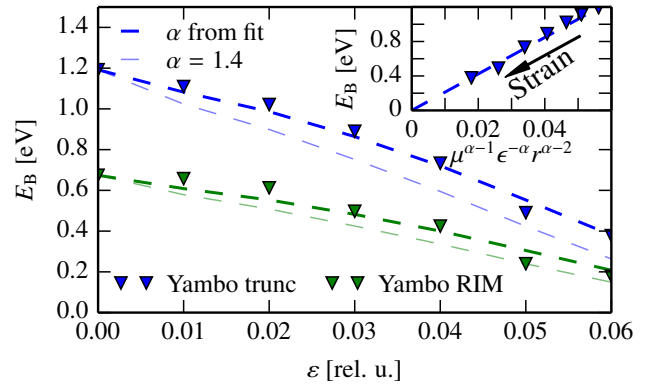 1.4
1.2
1.0
0.8
0.6
0.4
0.2
0.0
E_B [eV]
α from fit
α = 1.4
0.8
0.4
0
E_B [eV]
Strain
0
0.02
0.04
μ^{α−1}ϵ^{−α}r^{α−2}
Yambo trunc
Yambo RIM
0.00
0.01
0.02
0.03
0.04
0.05
0.06
ε [rel. u.]